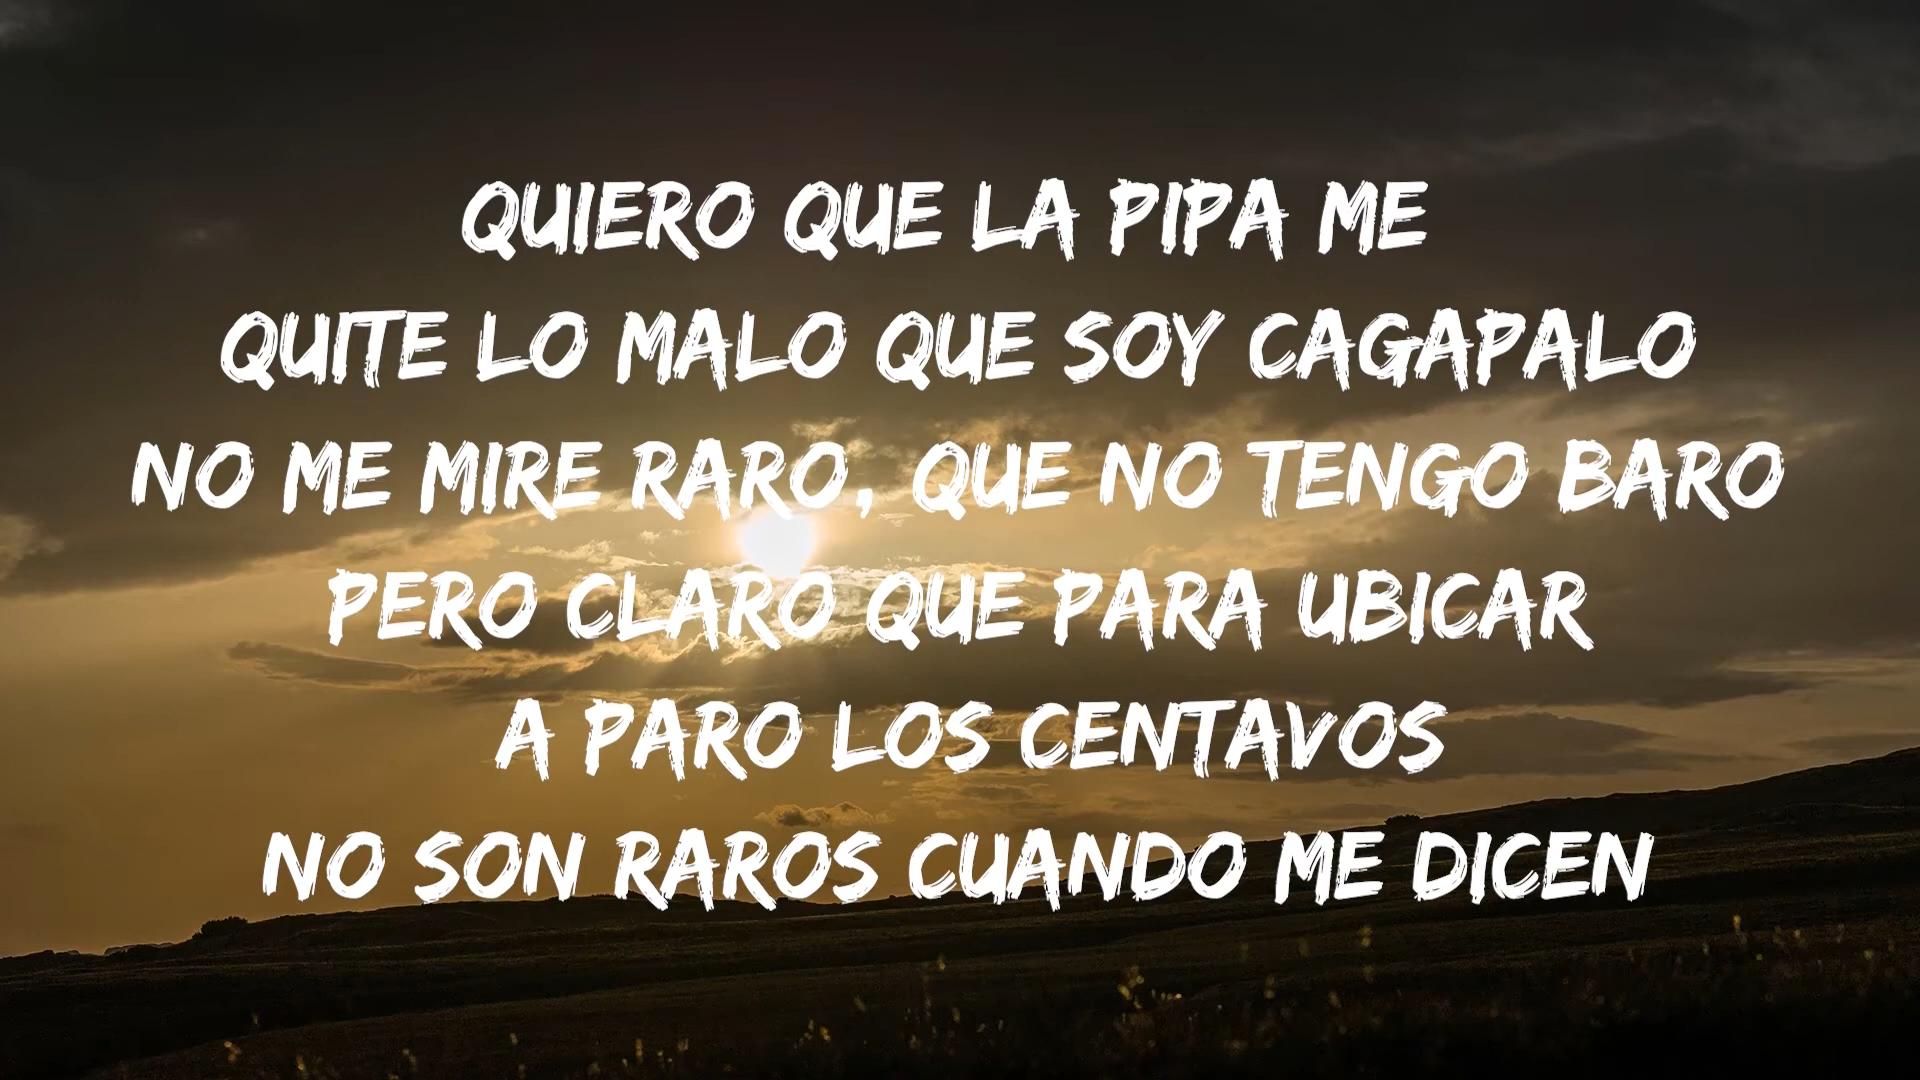 QUIERO QUE LA PIPA ME
QUITE LO MALO QUE SOY CAGAPALO
NO ME MIRE RARO, QUE NO TENGO BARO
PERO CLARO QUE PARA UBICAR
A PARO LOS CENTAVOS
NO SON RAROS CUANDO ME DICEN